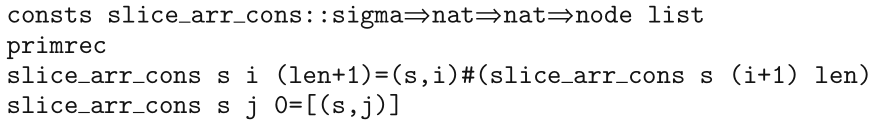 consts slice_arr_cons::sigma⇒nat⇒nat⇒node list
primrec
slice_arr_cons s i (len+1)=(s,i)#(slice_arr_cons s (i+1) len)
slice_arr_cons s j 0=[(s,j)]